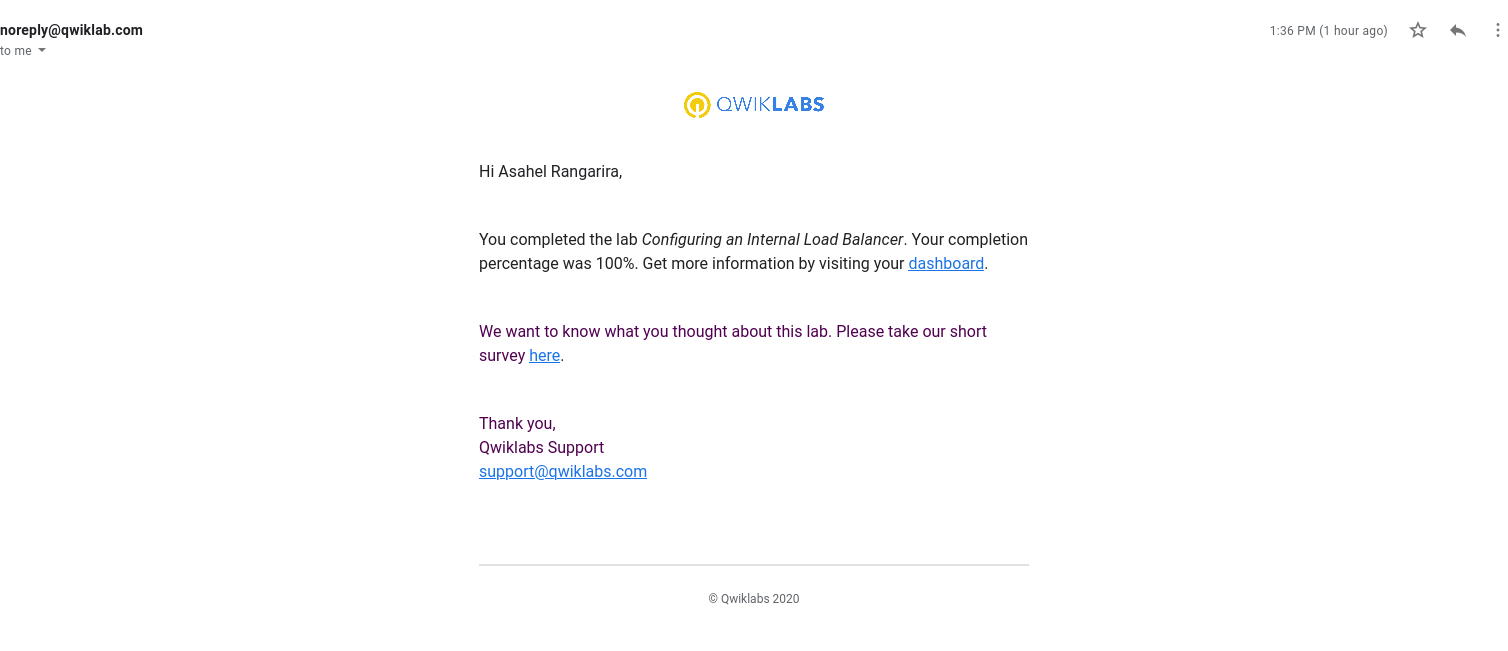 noreply@qwiklab.com
1:36 PM (1 hour ago)
to me
QWIKLABS
Hi Asahel Rangarira,
You completed the lab Configuring an Internal Load Balancer. Your completion
percentage was 100%. Get more information by visiting your dashboard.
We want to know what you thought about this lab. Please take our short
survey here.
Thank you,
Qwiklabs Support
support@qwiklabs.com
© Qwiklabs 2020